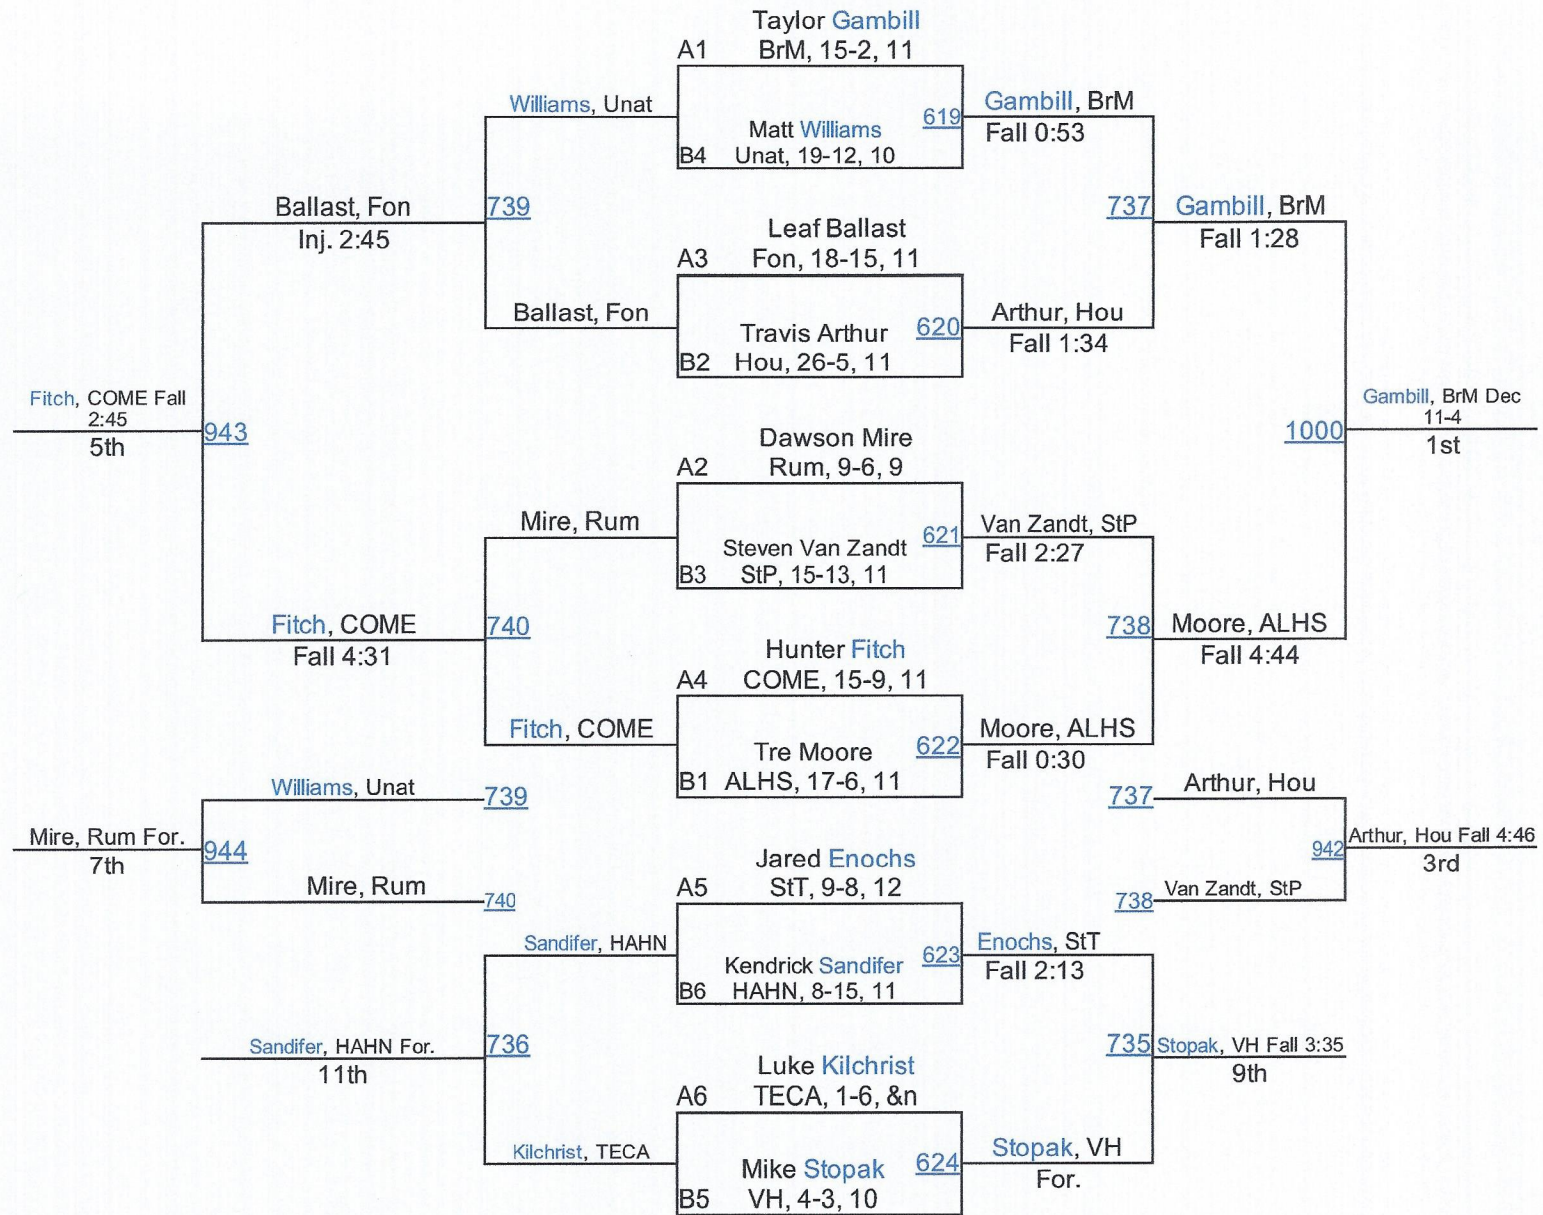 Taylor Gambill
A1 BrM, 15-2, 11
Williams, Unat
Matt Williams
B4 Unat, 19-12, 10
619
Gambill, BrM
Fall 0:53
Ballast, Fon
Inj. 2:45
739
737
Gambill, BrM
Fall 1:28
Leaf Ballast
A3 Fon, 18-15, 11
Ballast, Fon
Travis Arthur
B2 Hou, 26-5, 11
620
Arthur, Hou
Fall 1:34
Fitch, COME Fall
2:45
5th
943
1000
Gambill, BrM Dec
11-4
1st
Dawson Mire
A2 Rum, 9-6, 9
Mire, Rum
Steven Van Zandt
B3 StP, 15-13, 11
621
Van Zandt, StP
Fall 2:27
Fitch, COME
Fall 4:31
740
738
Moore, ALHS
Fall 4:44
Hunter Fitch
A4 COME, 15-9, 11
Fitch, COME
Tre Moore
B1 ALHS, 17-6, 11
622
Moore, ALHS
Fall 0:30
Williams, Unat
739
Mire, Rum For.
7th
944
Mire, Rum
740
737
Arthur, Hou
942
Arthur, Hou Fall 4:46
3rd
738
Van Zandt, StP
Jared Enochs
A5 StT, 9-8, 12
Sandifer, HAHN
Kendrick Sandifer
B6 HAHN, 8-15, 11
623
Enochs, StT
Fall 2:13
Sandifer, HAHN For.
11th
736
735
Stopak, VH Fall 3:35
9th
Luke Kilchrist
A6 TECA, 1-6, &n
Kilchrist, TECA
Mike Stopak
B5 VH, 4-3, 10
624
Stopak, VH
For.